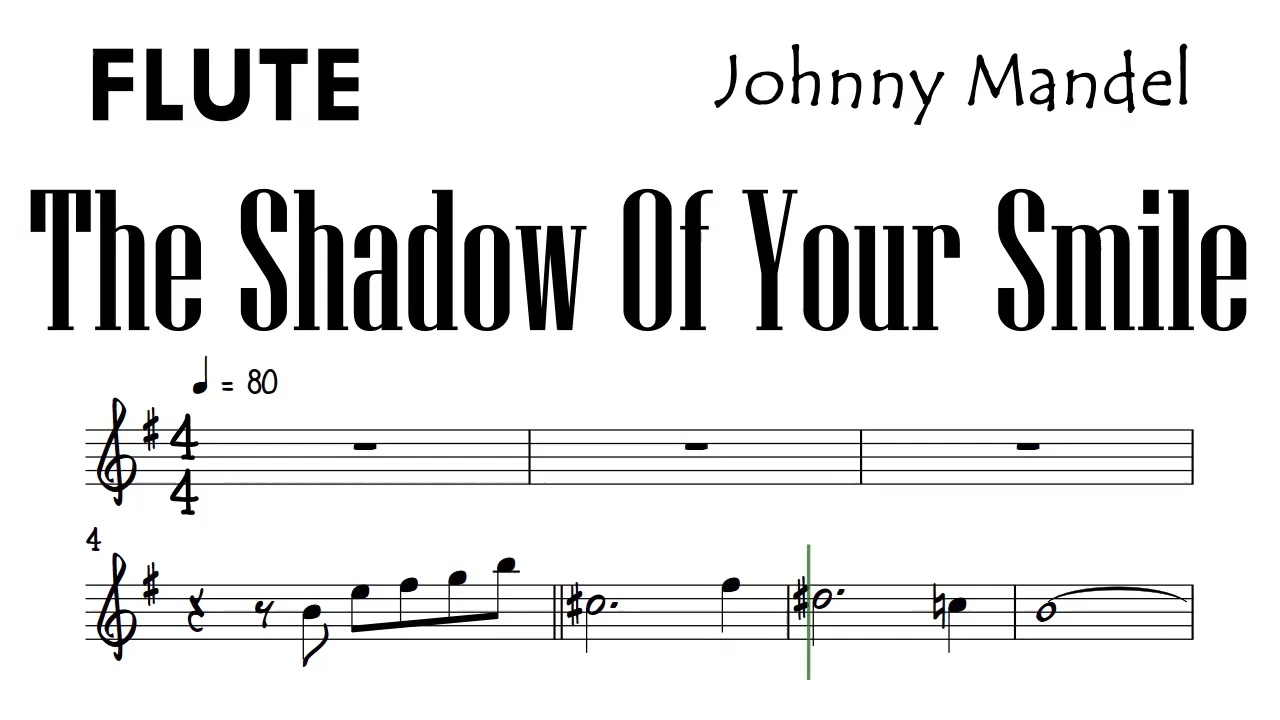 FLUTE
Johnny Mandel
The Shadow Of Your Smile
♩ = 80
4
4
4